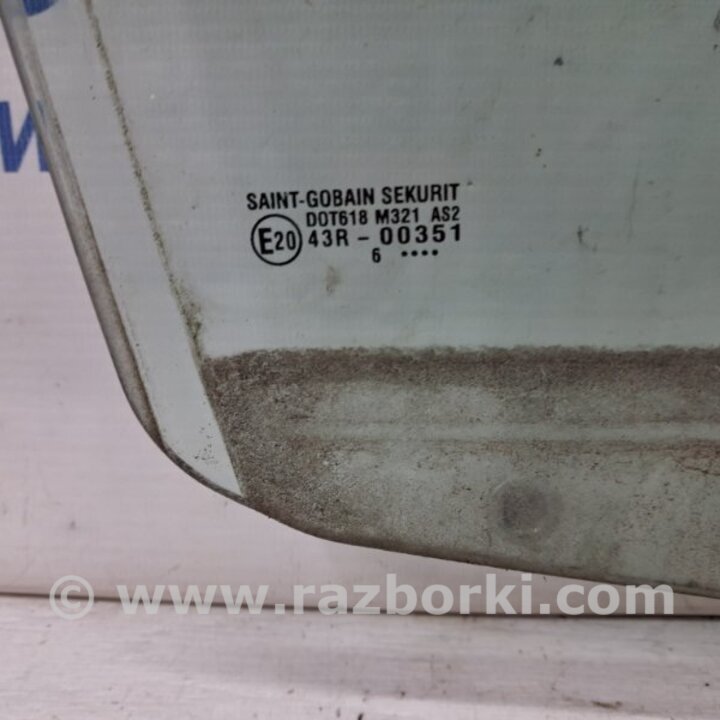 SAINT-GOBAIN SEKURIT
DOT618 M321 AS2
E20 43R - 00351
6 ••••
© www.razborki.com